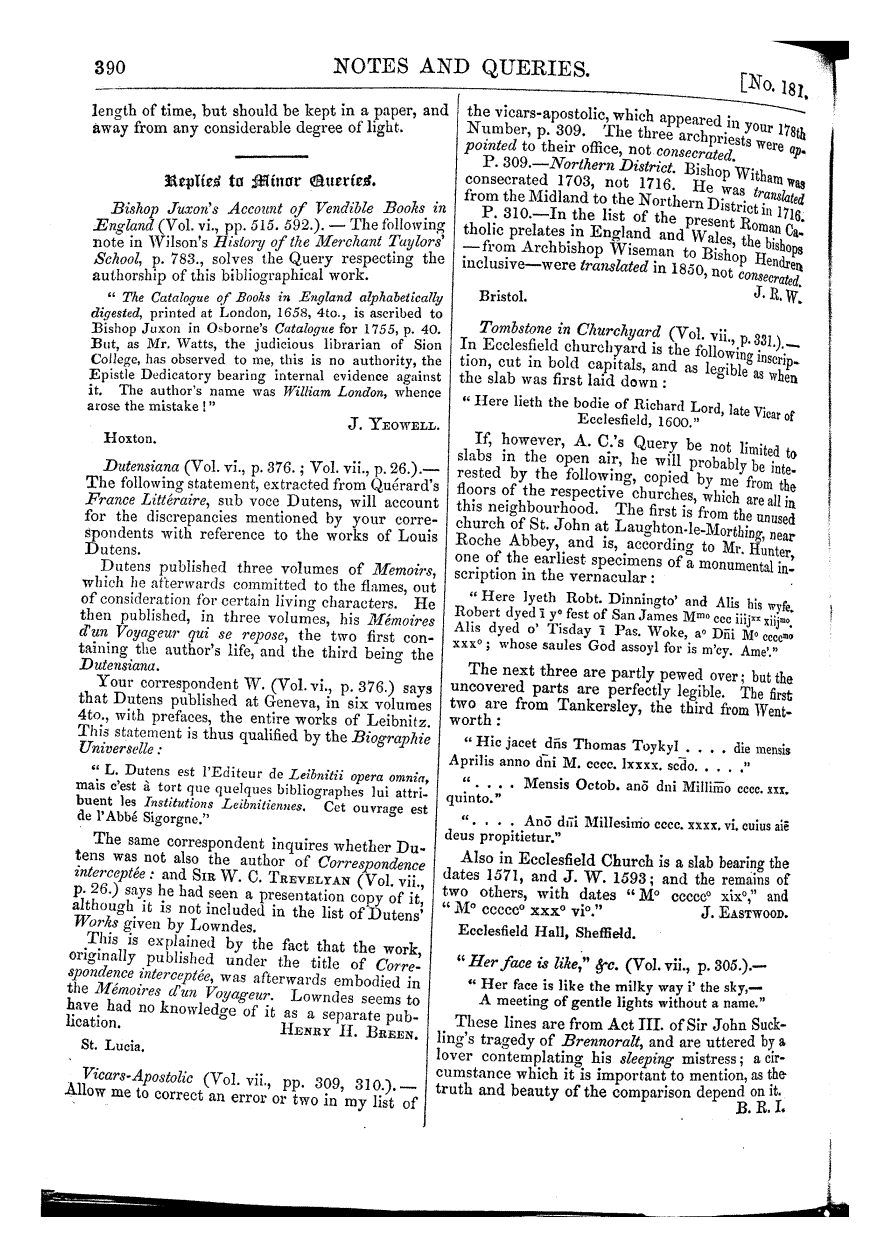 390
NOTES AND QUERIES.
[No. 181.
length of time, but should be kept in a paper, and
away from any considerable degree of light.
Replies to Minor Queries.
Bishop Juxon's Account of Vendible Books in
England (Vol. vi., pp. 515. 592.). — The following
note in Wilson's History of the Merchant Taylors'
School, p. 783., solves the Query respecting the
authorship of this bibliographical work.
“ The Catalogue of Books in England alphabetically
digested, printed at London, 1658, 4to., is ascribed to
Bishop Juxon in Osborne's Catalogue for 1755, p. 40.
But, as Mr. Watts, the judicious librarian of Sion
College, has observed to me, this is no authority, the
Epistle Dedicatory bearing internal evidence against
it. The author's name was William London, whence
arose the mistake !”
J. YEOWELL.
Hoxton.
Dutensiana (Vol. vi., p. 376. ; Vol. vii., p. 26.).—
The following statement, extracted from Quérard's
France Littéraire, sub voce Dutens, will account
for the discrepancies mentioned by your corre-
spondents with reference to the works of Louis
Dutens.
Dutens published three volumes of Memoirs,
which he afterwards committed to the flames, out
of consideration for certain living characters. He
then published, in three volumes, his Mémoires
d'un Voyageur qui se repose, the two first con-
taining the author's life, and the third being the
Dutensiana.
Your correspondent W. (Vol. vi., p. 376.) says
that Dutens published at Geneva, in six volumes
4to., with prefaces, the entire works of Leibnitz.
This statement is thus qualified by the Biographie
Universelle :
“ L. Dutens est l'Editeur de Leibnitii opera omnia,
mais c'est à tort que quelques bibliographes lui attri-
buent les Institutions Leibnitiennes. Cet ouvrage est
de l'Abbé Sigorgne.”
The same correspondent inquires whether Du-
tens was not also the author of Correspondence
interceptée : and SIR W. C. TREVELYAN (Vol. vii.,
p. 26.) says he had seen a presentation copy of it,
although it is not included in the list of Dutens'
Works given by Lowndes.
This is explained by the fact that the work,
originally published under the title of Corre-
spondence interceptée, was afterwards embodied in
the Mémoires d'un Voyageur. Lowndes seems to
have had no knowledge of it as a separate pub-
lication.
HENRY H. BREEN.
St. Lucia.
Vicars-Apostolic (Vol. vii., pp. 309, 310.). —
Allow me to correct an error or two in my list of
the vicars-apostolic, which appeared in your 178th
Number, p. 309. The three archpriests were ap-
pointed to their office, not consecrated.
P. 309.—Northern District. Bishop Witham was
consecrated 1703, not 1716. He was translated
from the Midland to the Northern District in 1716.
P. 310.—In the list of the present Roman Ca-
tholic prelates in England and Wales, the bishops
—from Archbishop Wiseman to Bishop Hendren
inclusive—were translated in 1850, not consecrated.
J. R. W.
Bristol.
Tombstone in Churchyard (Vol. vii., p. 331.).—
In Ecclesfield churchyard is the following inscrip-
tion, cut in bold capitals, and as legible as when
the slab was first laid down :
“ Here lieth the bodie of Richard Lord, late Vicar of
Ecclesfield, 1600.”
If, however, A. C.'s Query be not limited to
slabs in the open air, he will probably be inte-
rested by the following, copied by me from the
floors of the respective churches, which are all in
this neighbourhood. The first is from the unused
church of St. John at Laughton-le-Morthing, near
Roche Abbey, and is, according to Mr. Hunter,
one of the earliest specimens of a monumental in-
scription in the vernacular :
“ Here lyeth Robt. Dinningto' and Alis his wyfe.
Robert dyed ī yᵉ fest of San James Mᵐᵒ ccc iiijˣˣ xiijᵐᵒ.
Alis dyed o' Tisday ī Pas. Woke, aᵒ Dñi Mᵒ ccccᵐᵒ
xxxᵒ ; whose saules God assoyl for is m'cy. Ame'.”
The next three are partly pewed over ; but the
uncovered parts are perfectly legible. The first
two are from Tankersley, the third from Went-
worth :
“ Hic jacet dñs Thomas Toykyl . . . . die mensis
Aprilis anno dñi M. cccc. lxxxx. scdo. . . . . .”
“ . . . . Mensis Octob. anō dni Millimo cccc. xxx.
quinto.”
“ . . . . Anō dñi Millesimo cccc. xxxx. vi. cuius aiē
deus propitietur.”
Also in Ecclesfield Church is a slab bearing the
dates 1571, and J. W. 1593 ; and the remains of
two others, with dates “ Mᵒ cccccᵒ xixᵒ,” and
“ Mᵒ cccccᵒ xxxᵒ viᵒ.”
J. EASTWOOD.
Ecclesfield Hall, Sheffield.
“ Her face is like,” &c. (Vol. vii., p. 305.).—
“ Her face is like the milky way i' the sky,—
A meeting of gentle lights without a name.”
These lines are from Act III. of Sir John Suck-
ling's tragedy of Brennoralt, and are uttered by a
lover contemplating his sleeping mistress ; a cir-
cumstance which it is important to mention, as the
truth and beauty of the comparison depend on it.
B. R. I.